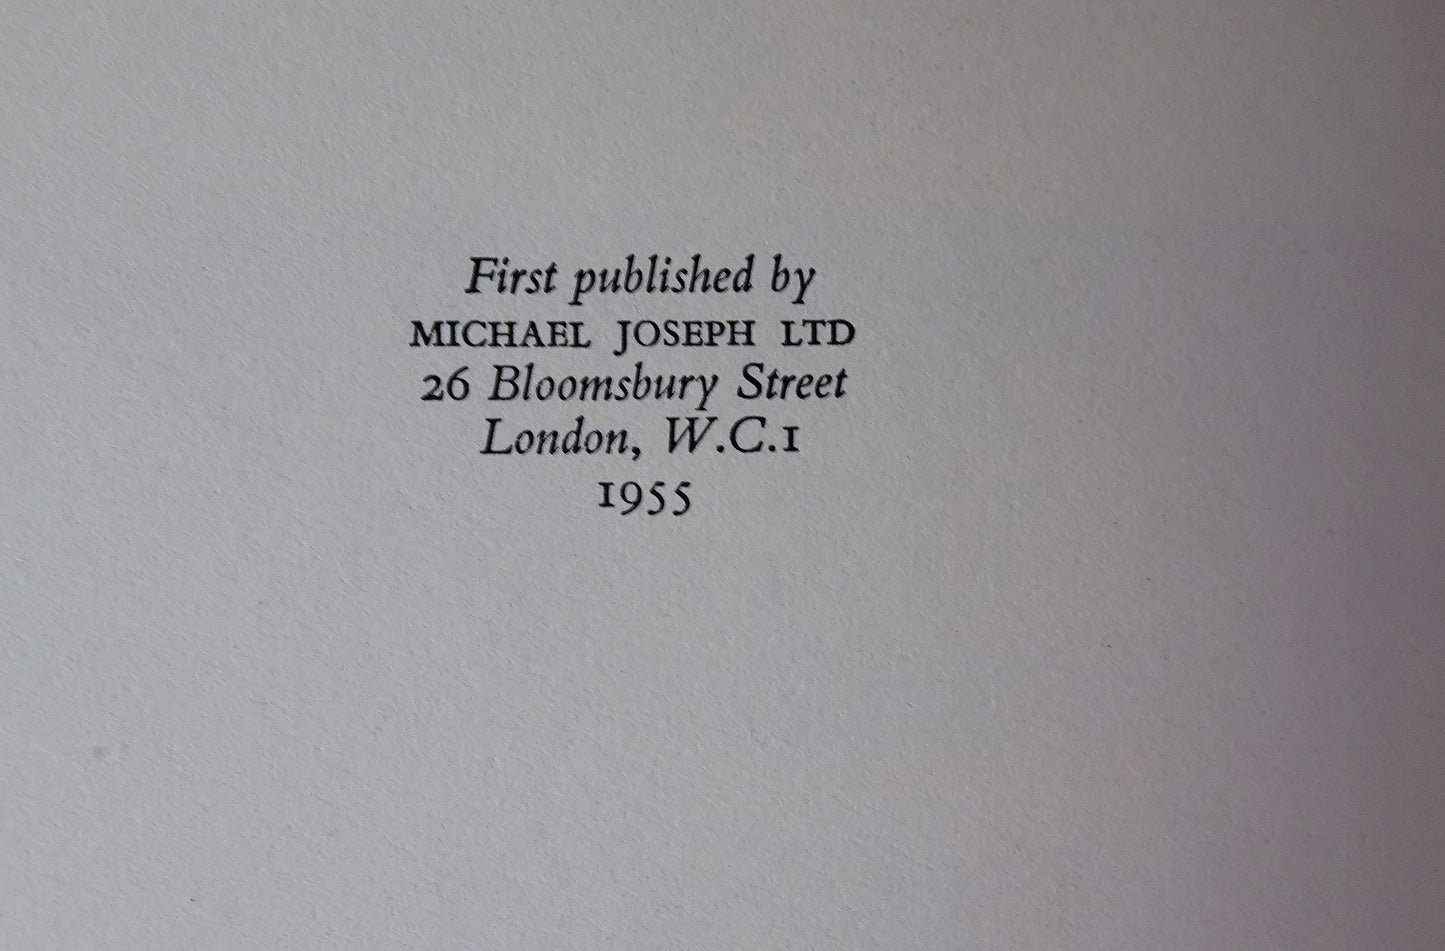 First published by
MICHAEL JOSEPH LTD
26 Bloomsbury Street
London, W.C.1
1955